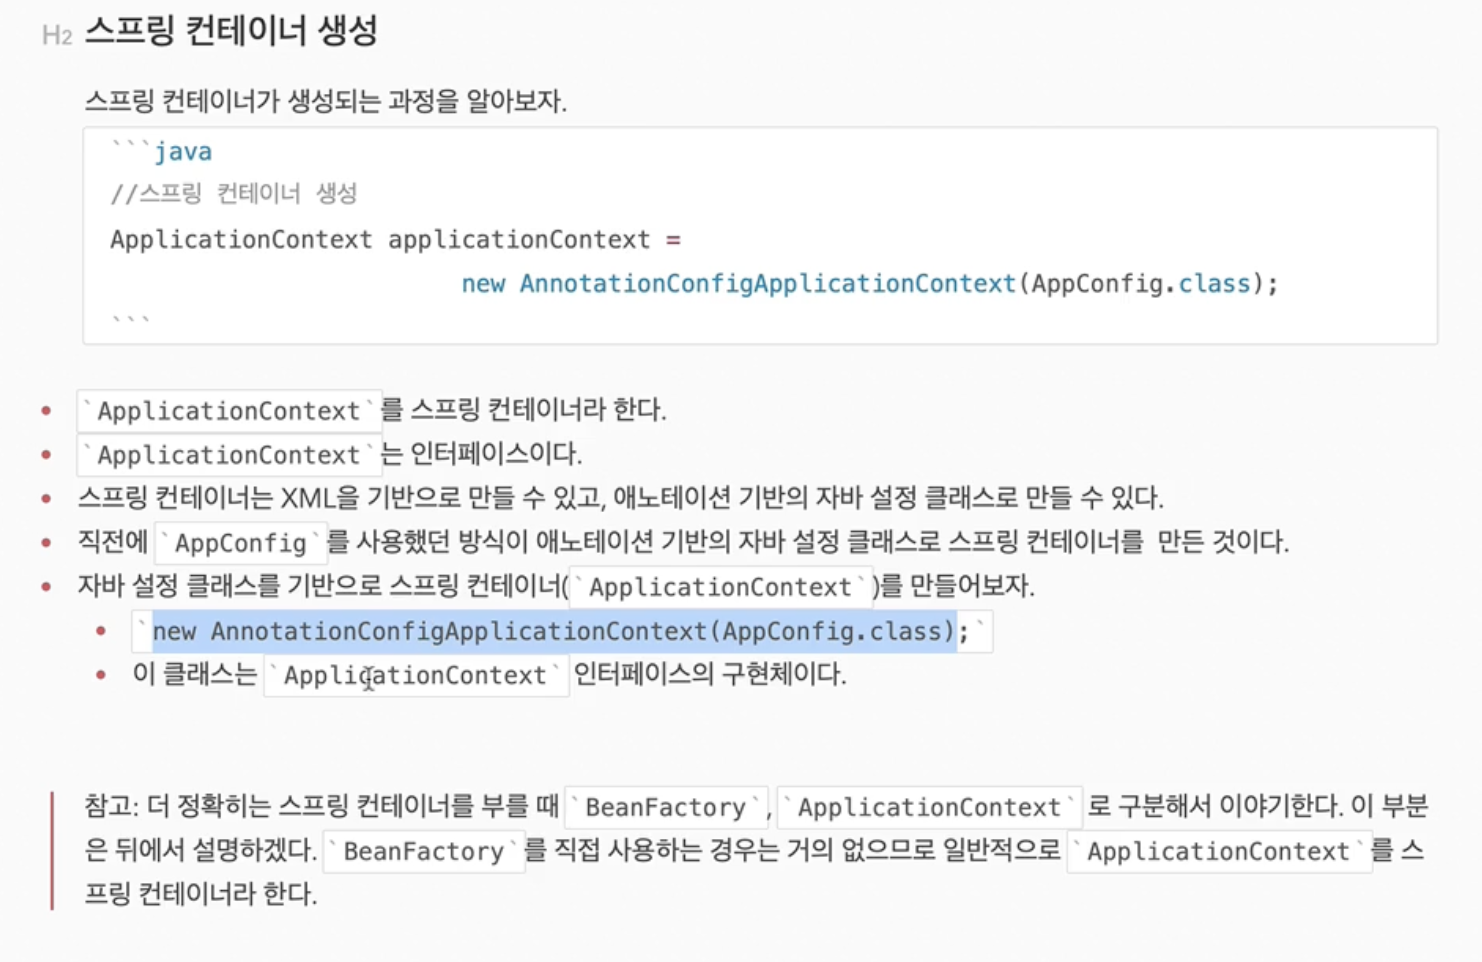 H2 스프링 컨테이너 생성
스프링 컨테이너가 생성되는 과정을 알아보자.
```java
//스프링 컨테이너 생성
ApplicationContext applicationContext =
new AnnotationConfigApplicationContext(AppConfig.class);
```
• `ApplicationContext`를 스프링 컨테이너라 한다.
• `ApplicationContext`는 인터페이스이다.
• 스프링 컨테이너는 XML을 기반으로 만들 수 있고, 애노테이션 기반의 자바 설정 클래스로 만들 수 있다.
• 직전에 `AppConfig`를 사용했던 방식이 애노테이션 기반의 자바 설정 클래스로 스프링 컨테이너를 만든 것이다.
• 자바 설정 클래스를 기반으로 스프링 컨테이너(`ApplicationContext`)를 만들어보자.
• `new AnnotationConfigApplicationContext(AppConfig.class);`
• 이 클래스는 `ApplicationContext` 인터페이스의 구현체이다.
참고: 더 정확히는 스프링 컨테이너를 부를 때 `BeanFactory`, `ApplicationContext` 로 구분해서 이야기한다. 이 부분
은 뒤에서 설명하겠다. `BeanFactory`를 직접 사용하는 경우는 거의 없으므로 일반적으로 `ApplicationContext`를 스
프링 컨테이너라 한다.